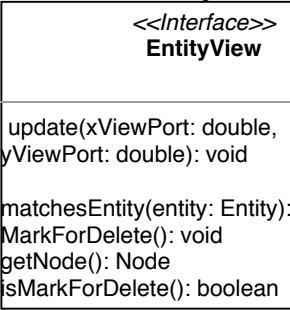 <<Interface>>
EntityView
update(xViewPort: double,
yViewPort: double): void
matchesEntity(entity: Entity):
MarkForDelete(): void
getNode(): Node
isMarkForDelete(): boolean